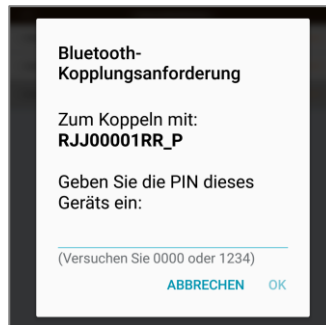 Bluetooth-
Kopplungsanforderung
Zum Koppeln mit:
RJJ00001RR_P
Geben Sie die PIN dieses
Geräts ein:
(Versuchen Sie 0000 oder 1234)
ABBRECHEN OK